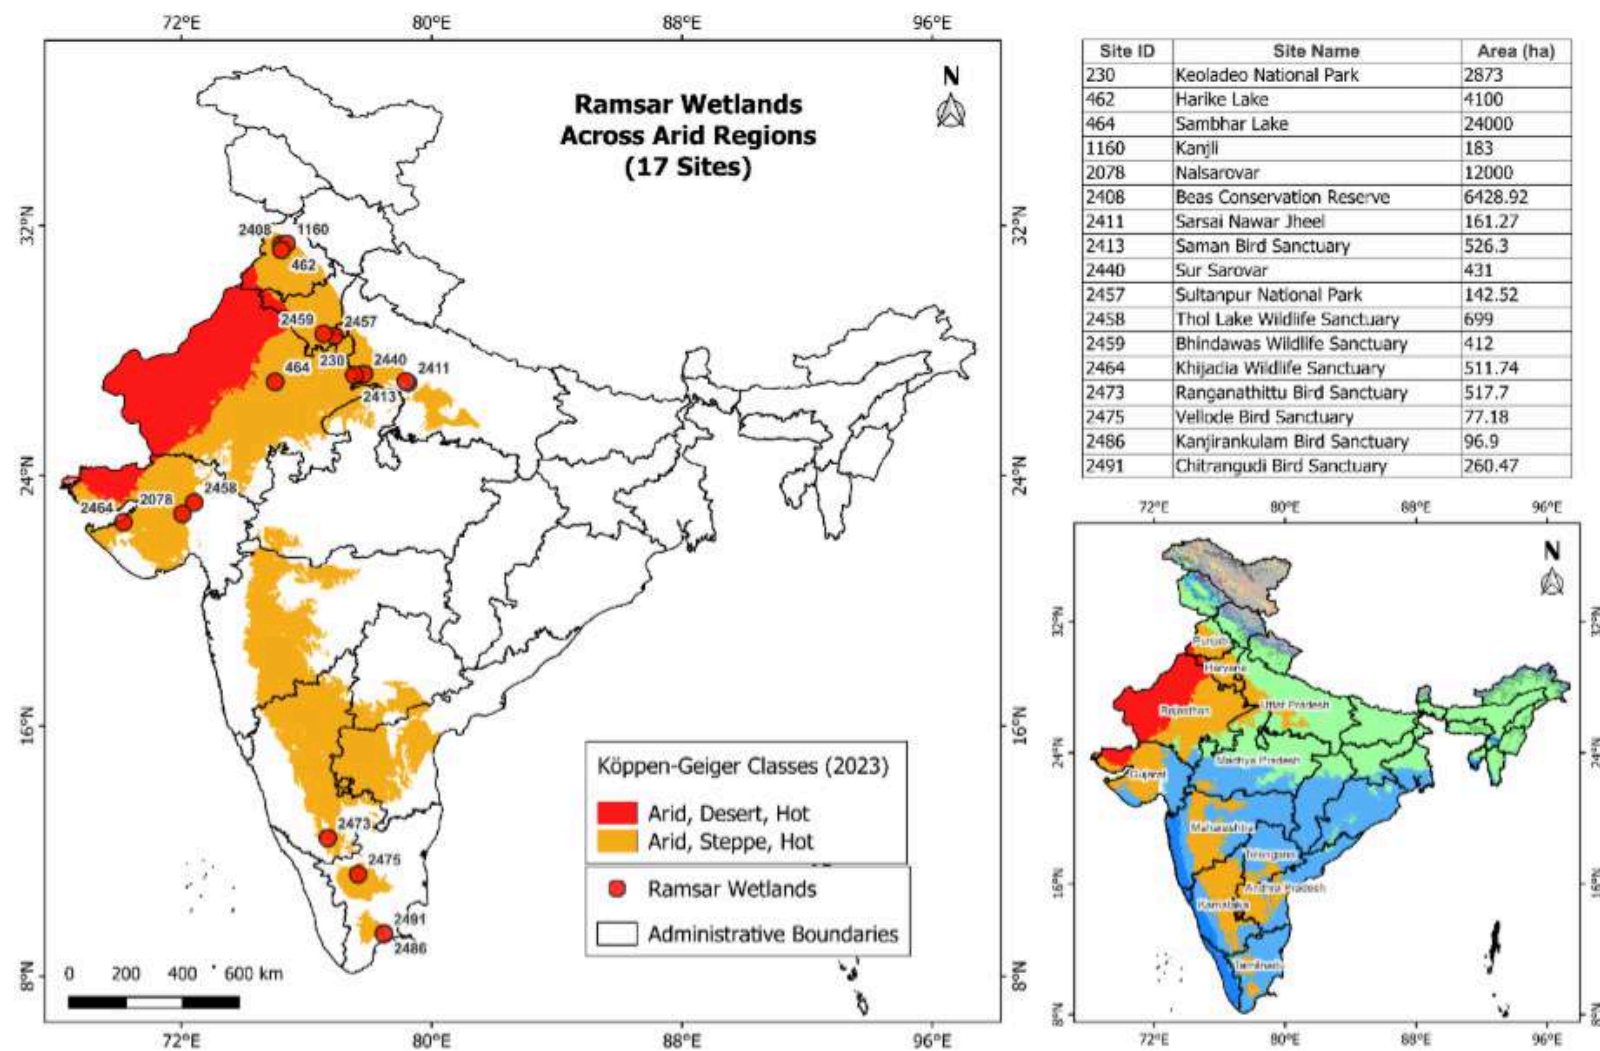 72°E 80°E 88°E 96°E
Ramsar Wetlands
Across Arid Regions
(17 Sites)
N
32°N
32°N
24°N
24°N
16°N
16°N
8°N
8°N
2408 1160
462
2459 2457
464 230 2440 2411
2413
2078 2458
2464
2473
2475
2491
2486
Köppen-Geiger Classes (2023)
Arid, Desert, Hot
Arid, Steppe, Hot
Ramsar Wetlands
Administrative Boundaries
0 200 400 600 km
72°E 80°E 88°E 96°E
Site ID Site Name Area (ha)
230 Keoladeo National Park 2873
462 Harike Lake 4100
464 Sambhar Lake 24000
1160 Kanjli 183
2078 Nalsarovar 12000
2408 Beas Conservation Reserve 6428.92
2411 Sarsai Nawar Jheel 161.27
2413 Saman Bird Sanctuary 526.3
2440 Sur Sarovar 431
2457 Sultanpur National Park 142.52
2458 Thol Lake Wildlife Sanctuary 699
2459 Bhindawas Wildlife Sanctuary 412
2464 Khijadia Wildlife Sanctuary 511.74
2473 Ranganathittu Bird Sanctuary 517.7
2475 Vellode Bird Sanctuary 77.18
2486 Kanjirankulam Bird Sanctuary 96.9
2491 Chitrangudi Bird Sanctuary 260.47
72°E 80°E 88°E 96°E
N
32°N
32°N
24°N
24°N
16°N
16°N
8°N
8°N
Punjab
Haryana
Rajasthan
Uttar Pradesh
Gujarat
Madhya Pradesh
Maharashtra
Telangana
Andhra Pradesh
Karnataka
Tamilnadu
72°E 80°E 88°E 96°E